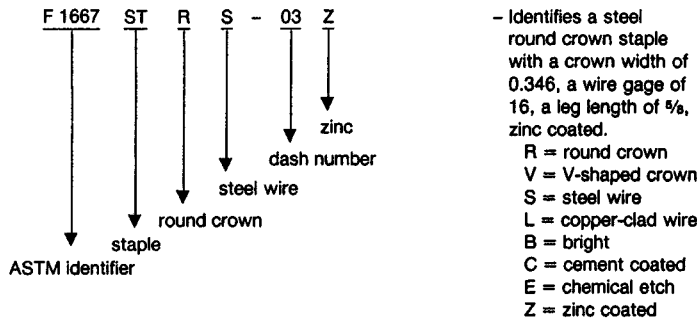 F 1667 ST R S - 03 Z
zinc
dash number
steel wire
round crown
staple
ASTM identifier
– Identifies a steel
round crown staple
with a crown width of
0.346, a wire gage of
16, a leg length of 5/8,
zinc coated.
R = round crown
V = V-shaped crown
S = steel wire
L = copper-clad wire
B = bright
C = cement coated
E = chemical etch
Z = zinc coated